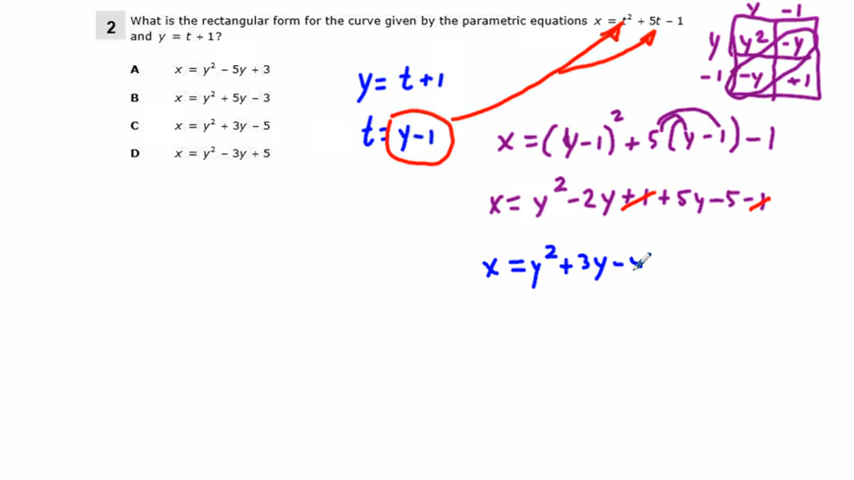 2 What is the rectangular form for the curve given by the parametric equations x = t² + 5t − 1
and y = t + 1?
A x = y² − 5y + 3
B x = y² + 5y − 3
C x = y² + 3y − 5
D x = y² − 3y + 5
y -1
y y² -y
-1 -y +1
y = t + 1
t = y - 1
x = (y - 1)² + 5(y - 1) - 1
x = y² - 2y + 1 + 5y - 5 - 1
x = y² + 3y -